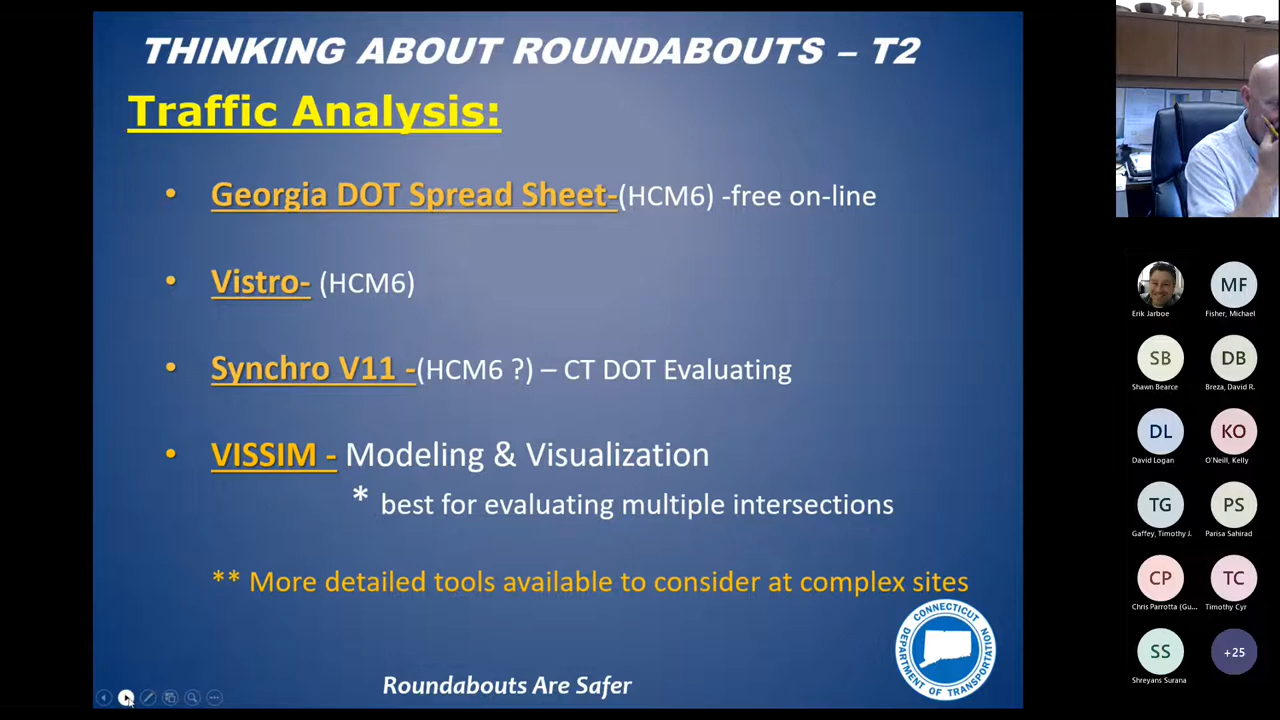 THINKING ABOUT ROUNDABOUTS – T2
Traffic Analysis:
• Georgia DOT Spread Sheet-(HCM6) -free on-line
• Vistro- (HCM6)
• Synchro V11 -(HCM6 ?) – CT DOT Evaluating
• VISSIM - Modeling & Visualization
* best for evaluating multiple intersections
** More detailed tools available to consider at complex sites
CONNECTICUT
DEPARTMENT OF TRANSPORTATION
Roundabouts Are Safer
MF
Erik Jarboe
Fisher, Michael
SB
DB
Shawn Bearce
Breza, David R.
DL
KO
David Logan
O'Neill, Kelly
TG
PS
Gaffey, Timothy J.
Parisa Sahirad
CP
TC
Chris Parrotta (Gu...
Timothy Cyr
SS
+25
Shreyans Surana